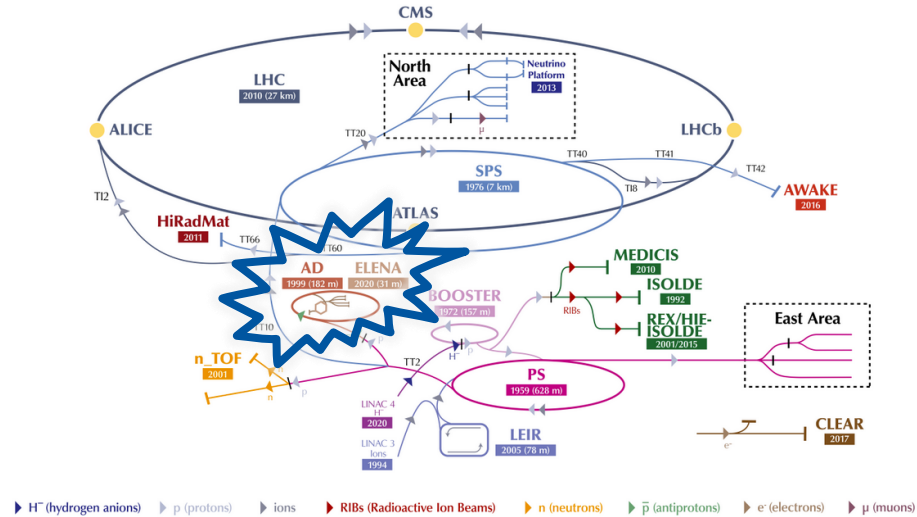 CMS
North
Area
Neutrino
Platform
2013
LHC
2010 (27 km)
μ
ALICE
LHCb
TT20
TT40
TT41
TT42
SPS
1976 (7 km)
TI8
TI2
AWAKE
2016
HiRadMat
2011
ATLAS
TT66
TT60
AD
1999 (182 m)
ELENA
2020 (31 m)
MEDICIS
2010
BOOSTER
1972 (157 m)
ISOLDE
1992
RIBs
REX/HIE-
ISOLDE
2001/2015
East Area
TT10
p
H⁻
p
n_TOF
2001
n
n
p
TT2
PS
1959 (628 m)
LINAC 4
H⁻
2020
LINAC 3
Ions
1994
LEIR
2005 (78 m)
CLEAR
2017
e⁻
H⁻ (hydrogen anions)
p (protons)
ions
RIBs (Radioactive Ion Beams)
n (neutrons)
p̅ (antiprotons)
e⁻ (electrons)
μ (muons)